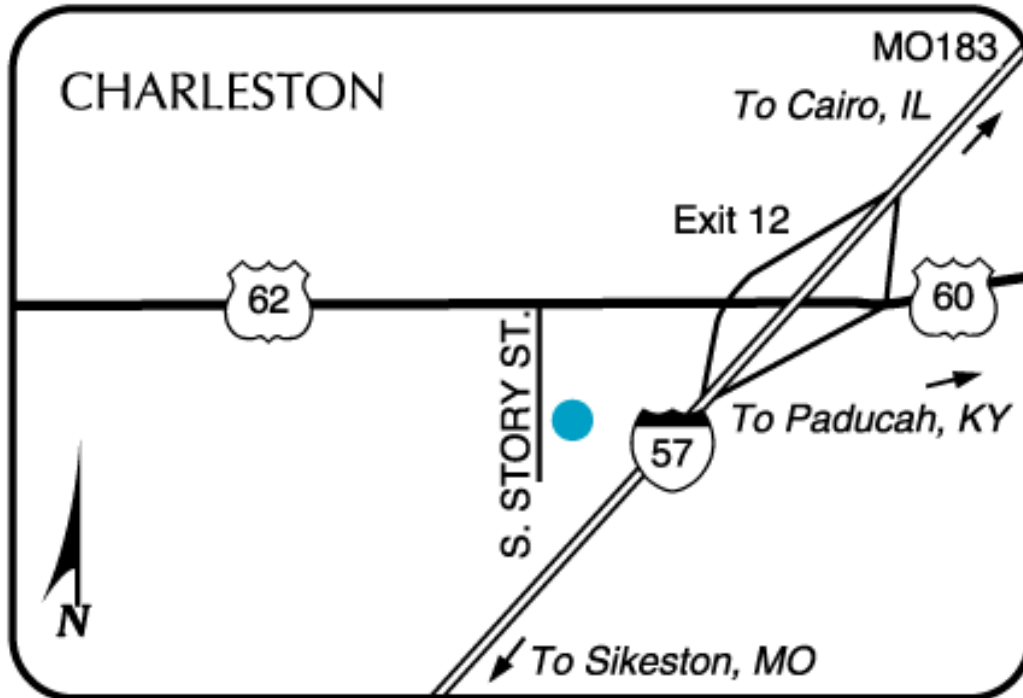 MO183
CHARLESTON
To Cairo, IL
Exit 12
62
60
S. STORY ST.
To Paducah, KY
57
N
To Sikeston, MO